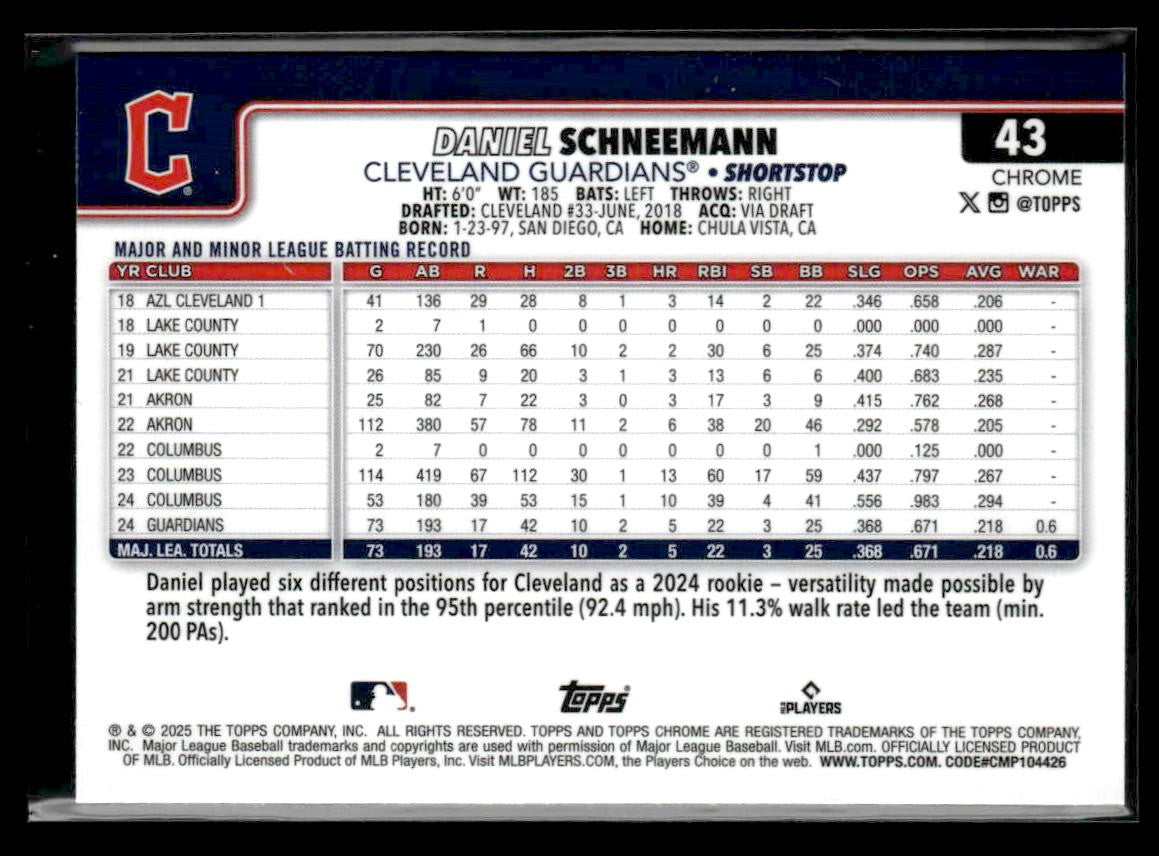 C
DANIEL SCHNEEMANN
43
CLEVELAND GUARDIANS® • SHORTSTOP
CHROME
HT: 6'0" WT: 185 BATS: LEFT THROWS: RIGHT
X @TOPPS
DRAFTED: CLEVELAND #33-JUNE, 2018 ACQ: VIA DRAFT
BORN: 1-23-97, SAN DIEGO, CA HOME: CHULA VISTA, CA
MAJOR AND MINOR LEAGUE BATTING RECORD
YR CLUB G AB R H 2B 3B HR RBI SB BB SLG OPS AVG WAR
18 AZL CLEVELAND 1 41 136 29 28 8 1 3 14 2 22 .346 .658 .206 -
18 LAKE COUNTY 2 7 1 0 0 0 0 0 0 0 .000 .000 .000 -
19 LAKE COUNTY 70 230 26 66 10 2 2 30 6 25 .374 .740 .287 -
21 LAKE COUNTY 26 85 9 20 3 1 3 13 6 6 .400 .683 .235 -
21 AKRON 25 82 7 22 3 0 3 17 3 9 .415 .762 .268 -
22 AKRON 112 380 57 78 11 2 6 38 20 46 .292 .578 .205 -
22 COLUMBUS 2 7 0 0 0 0 0 0 0 1 .000 .125 .000 -
23 COLUMBUS 114 419 67 112 30 1 13 60 17 59 .437 .797 .267 -
24 COLUMBUS 53 180 39 53 15 1 10 39 4 41 .556 .983 .294 -
24 GUARDIANS 73 193 17 42 10 2 5 22 3 25 .368 .671 .218 0.6
MAJ. LEA. TOTALS 73 193 17 42 10 2 5 22 3 25 .368 .671 .218 0.6
Daniel played six different positions for Cleveland as a 2024 rookie – versatility made possible by
arm strength that ranked in the 95th percentile (92.4 mph). His 11.3% walk rate led the team (min.
200 PAs).
Topps® MLB PLAYERS
® & © 2025 THE TOPPS COMPANY, INC. ALL RIGHTS RESERVED. TOPPS AND TOPPS CHROME ARE REGISTERED TRADEMARKS OF THE TOPPS COMPANY,
INC. Major League Baseball trademarks and copyrights are used with permission of Major League Baseball. Visit MLB.com. OFFICIALLY LICENSED PRODUCT
OF MLB. Officially Licensed Product of MLB Players, Inc. Visit MLBPLAYERS.COM, the Players Choice on the web. WWW.TOPPS.COM. CODE#CMP104426